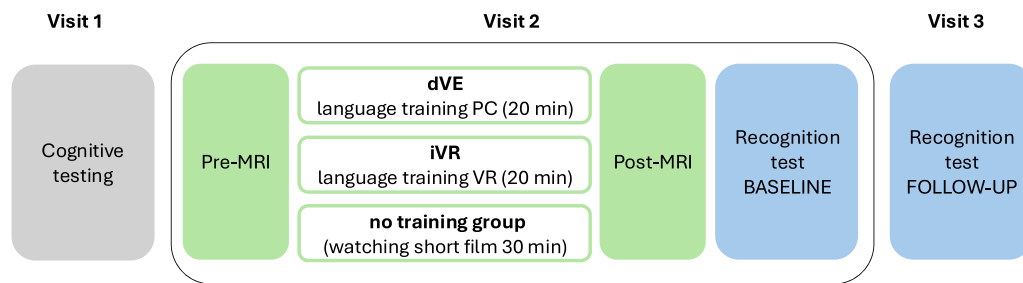 Visit 1
Visit 2
Visit 3
Cognitive
testing
Pre-MRI
dVE
language training PC (20 min)
iVR
language training VR (20 min)
no training group
(watching short film 30 min)
Post-MRI
Recognition
test
BASELINE
Recognition
test
FOLLOW-UP